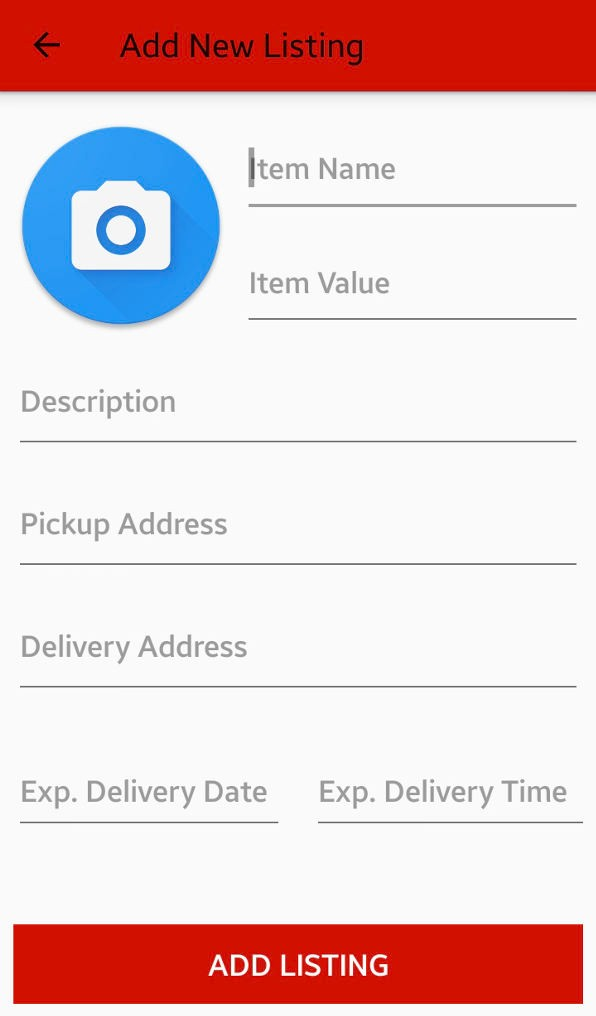 Add New Listing
Item Name
Item Value
Description
Pickup Address
Delivery Address
Exp. Delivery Date
Exp. Delivery Time
ADD LISTING